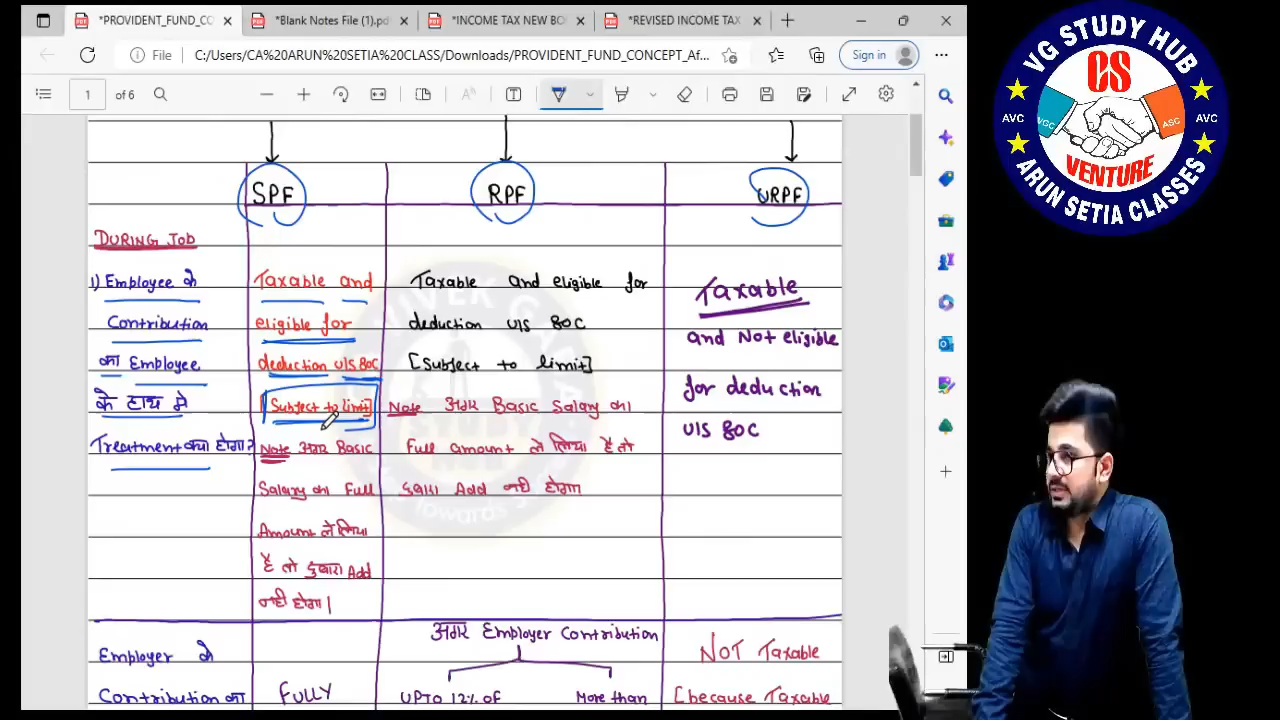 *PROVIDENT_FUND_CO
*Blank Notes File (1).pdf
*INCOME TAX NEW BO
*REVISED INCOME TAX
File
C:/Users/CA%20ARUN%20SETIA%20CLASS/Downloads/PROVIDENT_FUND_CONCEPT_Af...
Sign in
1
of 6
SPF
RPF
URPF
DURING JOB
1) Employee के
Contribution
का Employee
के हाथ मे
Treatment क्या होगा?
Taxable and
eligible for
deduction U/S 80C
[Subject to limit]
Note अगर Basic
Salary का Full
Amount ले लिया
है तो दुबारा Add
नही होगा।
Taxable and eligible for
deduction U/S 80C
[Subject to limit]
Note अगर Basic Salary का
Full amount ले लिया है तो
दुबारा Add नही होगा
Taxable
and Not eligible
for deduction
U/S 80C
Employer के
Contribution का
FULLY
अगर Employer Contribution
UPTO 12% of
More than
NOT Taxable
[because Taxable
VG STUDY HUB
CS
AVC
AVC
VGC
ASC
VENTURE
ARUN SETIA CLASSES